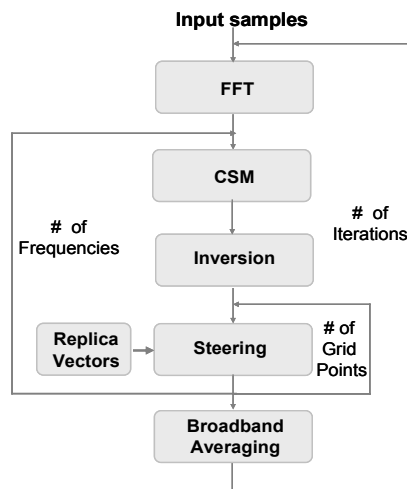 Input samples
FFT
CSM
# of
Frequencies
# of
Iterations
Inversion
Replica
Vectors
Steering
# of
Grid
Points
Broadband
Averaging